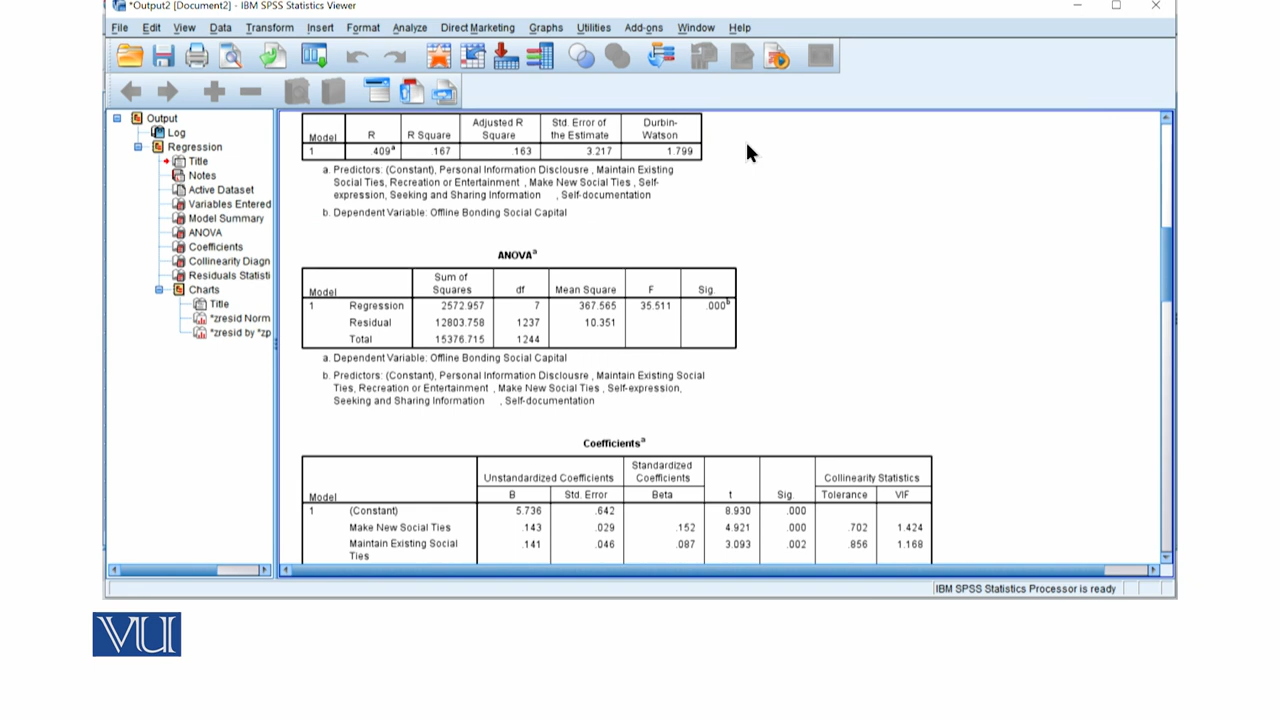 *Output2 [Document2] - IBM SPSS Statistics Viewer
File Edit View Data Transform Insert Format Analyze Direct Marketing Graphs Utilities Add-ons Window Help
Output
Log
Regression
Title
Notes
Active Dataset
Variables Entered
Model Summary
ANOVA
Coefficients
Collinearity Diagn
Residuals Statisti
Charts
Title
*zresid Norm
*zresid by *zp
Model R R Square Adjusted R Square Std. Error of the Estimate Durbin-Watson
1 .409a .167 .163 3.217 1.799
a. Predictors: (Constant), Personal Information Disclousre , Maintain Existing
Social Ties, Recreation or Entertainment , Make New Social Ties , Self-
expression, Seeking and Sharing Information , Self-documentation
b. Dependent Variable: Offline Bonding Social Capital
ANOVAa
Model Sum of Squares df Mean Square F Sig.
1 Regression 2572.957 7 367.565 35.511 .000b
Residual 12803.758 1237 10.351
Total 15376.715 1244
a. Dependent Variable: Offline Bonding Social Capital
b. Predictors: (Constant), Personal Information Disclousre , Maintain Existing Social
Ties, Recreation or Entertainment , Make New Social Ties , Self-expression,
Seeking and Sharing Information , Self-documentation
Coefficientsa
Unstandardized Coefficients Standardized Coefficients Collinearity Statistics
Model B Std. Error Beta t Sig. Tolerance VIF
1 (Constant) 5.736 .642 8.930 .000
Make New Social Ties .143 .029 .152 4.921 .000 .702 1.424
Maintain Existing Social Ties .141 .046 .087 3.093 .002 .856 1.168
IBM SPSS Statistics Processor is ready
VU